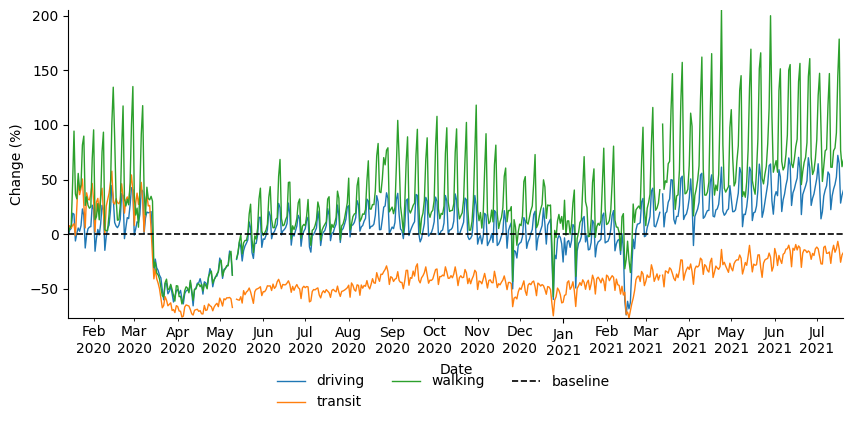 200
150
100
50
0
−50
Change (%)
Feb 2020
Mar 2020
Apr 2020
May 2020
Jun 2020
Jul 2020
Aug 2020
Sep 2020
Oct 2020
Nov 2020
Dec 2020
Jan 2021
Feb 2021
Mar 2021
Apr 2021
May 2021
Jun 2021
Jul 2021
Date
driving
transit
walking
baseline